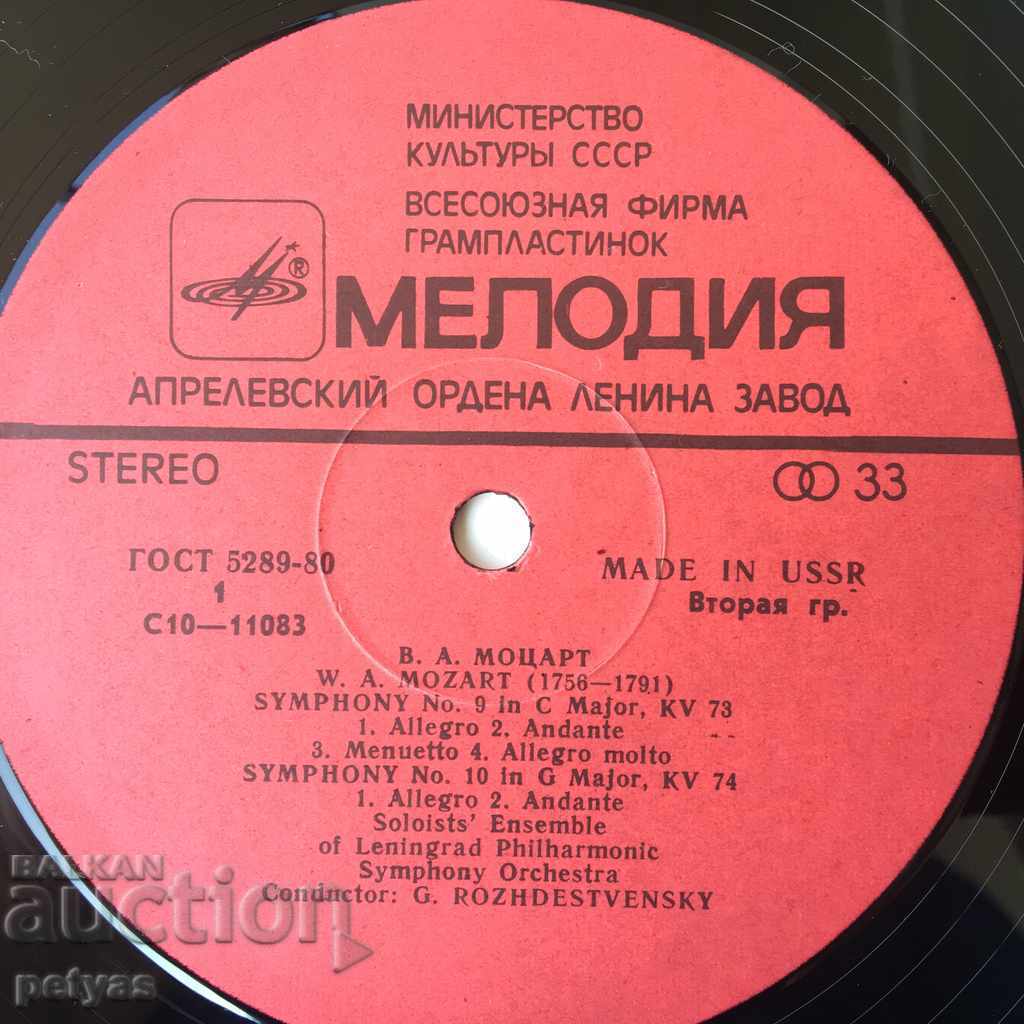 МИНИСТЕРСТВО
КУЛЬТУРЫ СССР
ВСЕСОЮЗНАЯ ФИРМА
ГРАМПЛАСТИНОК
®
МЕЛОДИЯ
АПРЕЛЕВСКИЙ ОРДЕНА ЛЕНИНА ЗАВОД
STEREO
33
ГОСТ 5289-80
1
С10—11083
MADE IN USSR
Вторая гр.
В. А. МОЦАРТ
W. A. MOZART (1756—1791)
SYMPHONY No. 9 in C Major, KV 73
1. Allegro 2. Andante
3. Menuetto 4. Allegro molto
SYMPHONY No. 10 in G Major, KV 74
1. Allegro 2. Andante
Soloists' Ensemble
of Leningrad Philharmonic
Symphony Orchestra
Conductor: G. ROZHDESTVENSKY
BALKAN
auction
petyas